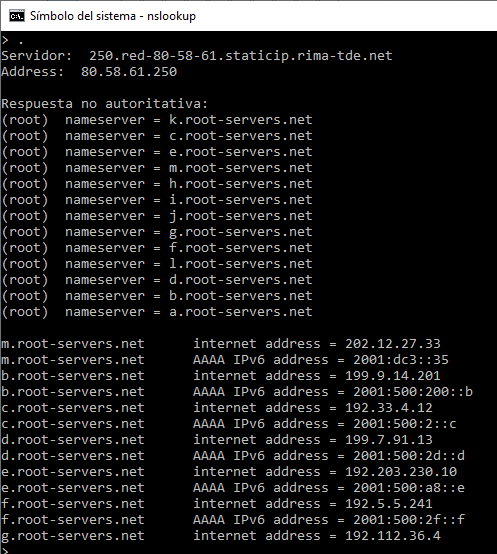 Símbolo del sistema - nslookup
> .
Servidor:  250.red-80-58-61.staticip.rima-tde.net
Address:  80.58.61.250

Respuesta no autoritativa:
(root)  nameserver = k.root-servers.net
(root)  nameserver = c.root-servers.net
(root)  nameserver = e.root-servers.net
(root)  nameserver = m.root-servers.net
(root)  nameserver = h.root-servers.net
(root)  nameserver = i.root-servers.net
(root)  nameserver = j.root-servers.net
(root)  nameserver = g.root-servers.net
(root)  nameserver = f.root-servers.net
(root)  nameserver = l.root-servers.net
(root)  nameserver = d.root-servers.net
(root)  nameserver = b.root-servers.net
(root)  nameserver = a.root-servers.net

m.root-servers.net      internet address = 202.12.27.33
m.root-servers.net      AAAA IPv6 address = 2001:dc3::35
b.root-servers.net      internet address = 199.9.14.201
b.root-servers.net      AAAA IPv6 address = 2001:500:200::b
c.root-servers.net      internet address = 192.33.4.12
c.root-servers.net      AAAA IPv6 address = 2001:500:2::c
d.root-servers.net      internet address = 199.7.91.13
d.root-servers.net      AAAA IPv6 address = 2001:500:2d::d
e.root-servers.net      internet address = 192.203.230.10
e.root-servers.net      AAAA IPv6 address = 2001:500:a8::e
f.root-servers.net      internet address = 192.5.5.241
f.root-servers.net      AAAA IPv6 address = 2001:500:2f::f
g.root-servers.net      internet address = 192.112.36.4
>